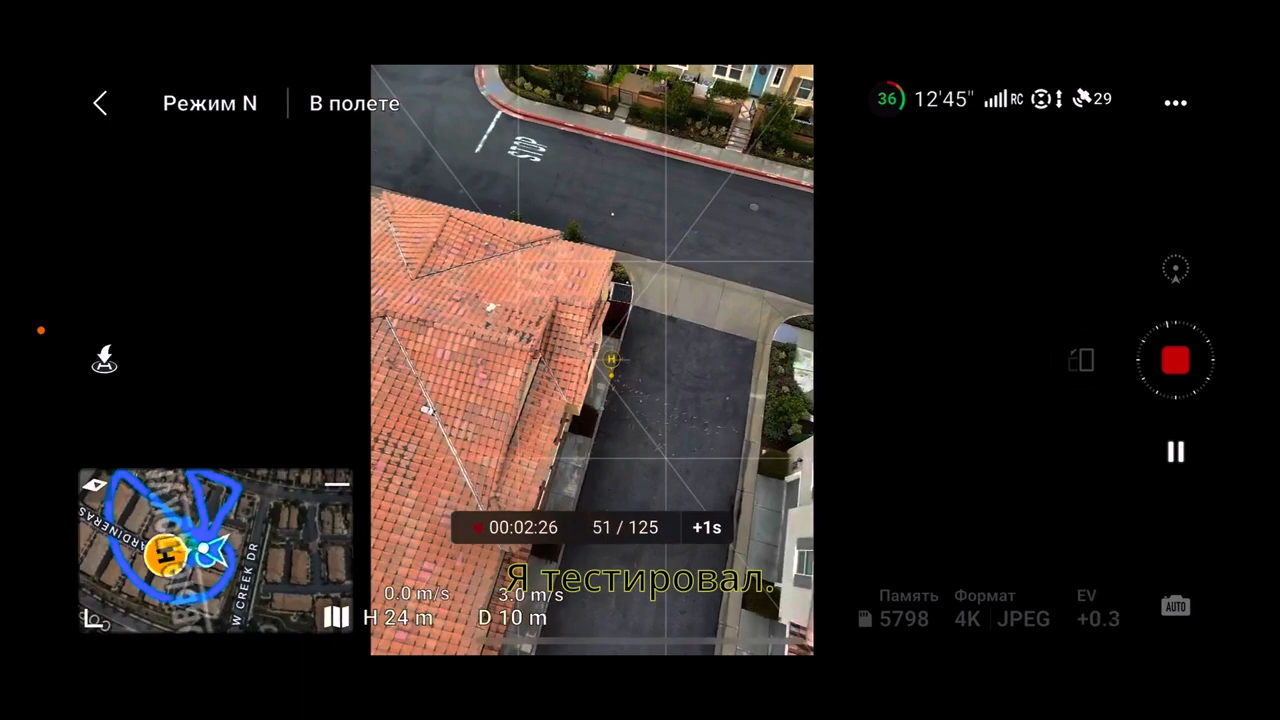 Режим N
В полете
36 12'45" RC 29
STOP
H
00:02:26 51 / 125 +1s
Я тестировал.
0.0 m/s 3.0 m/s
H 24 m D 10 m
ARDINERAS
H
W CREEK DR
Память Формат EV
5798 4K JPEG +0.3
AUTO